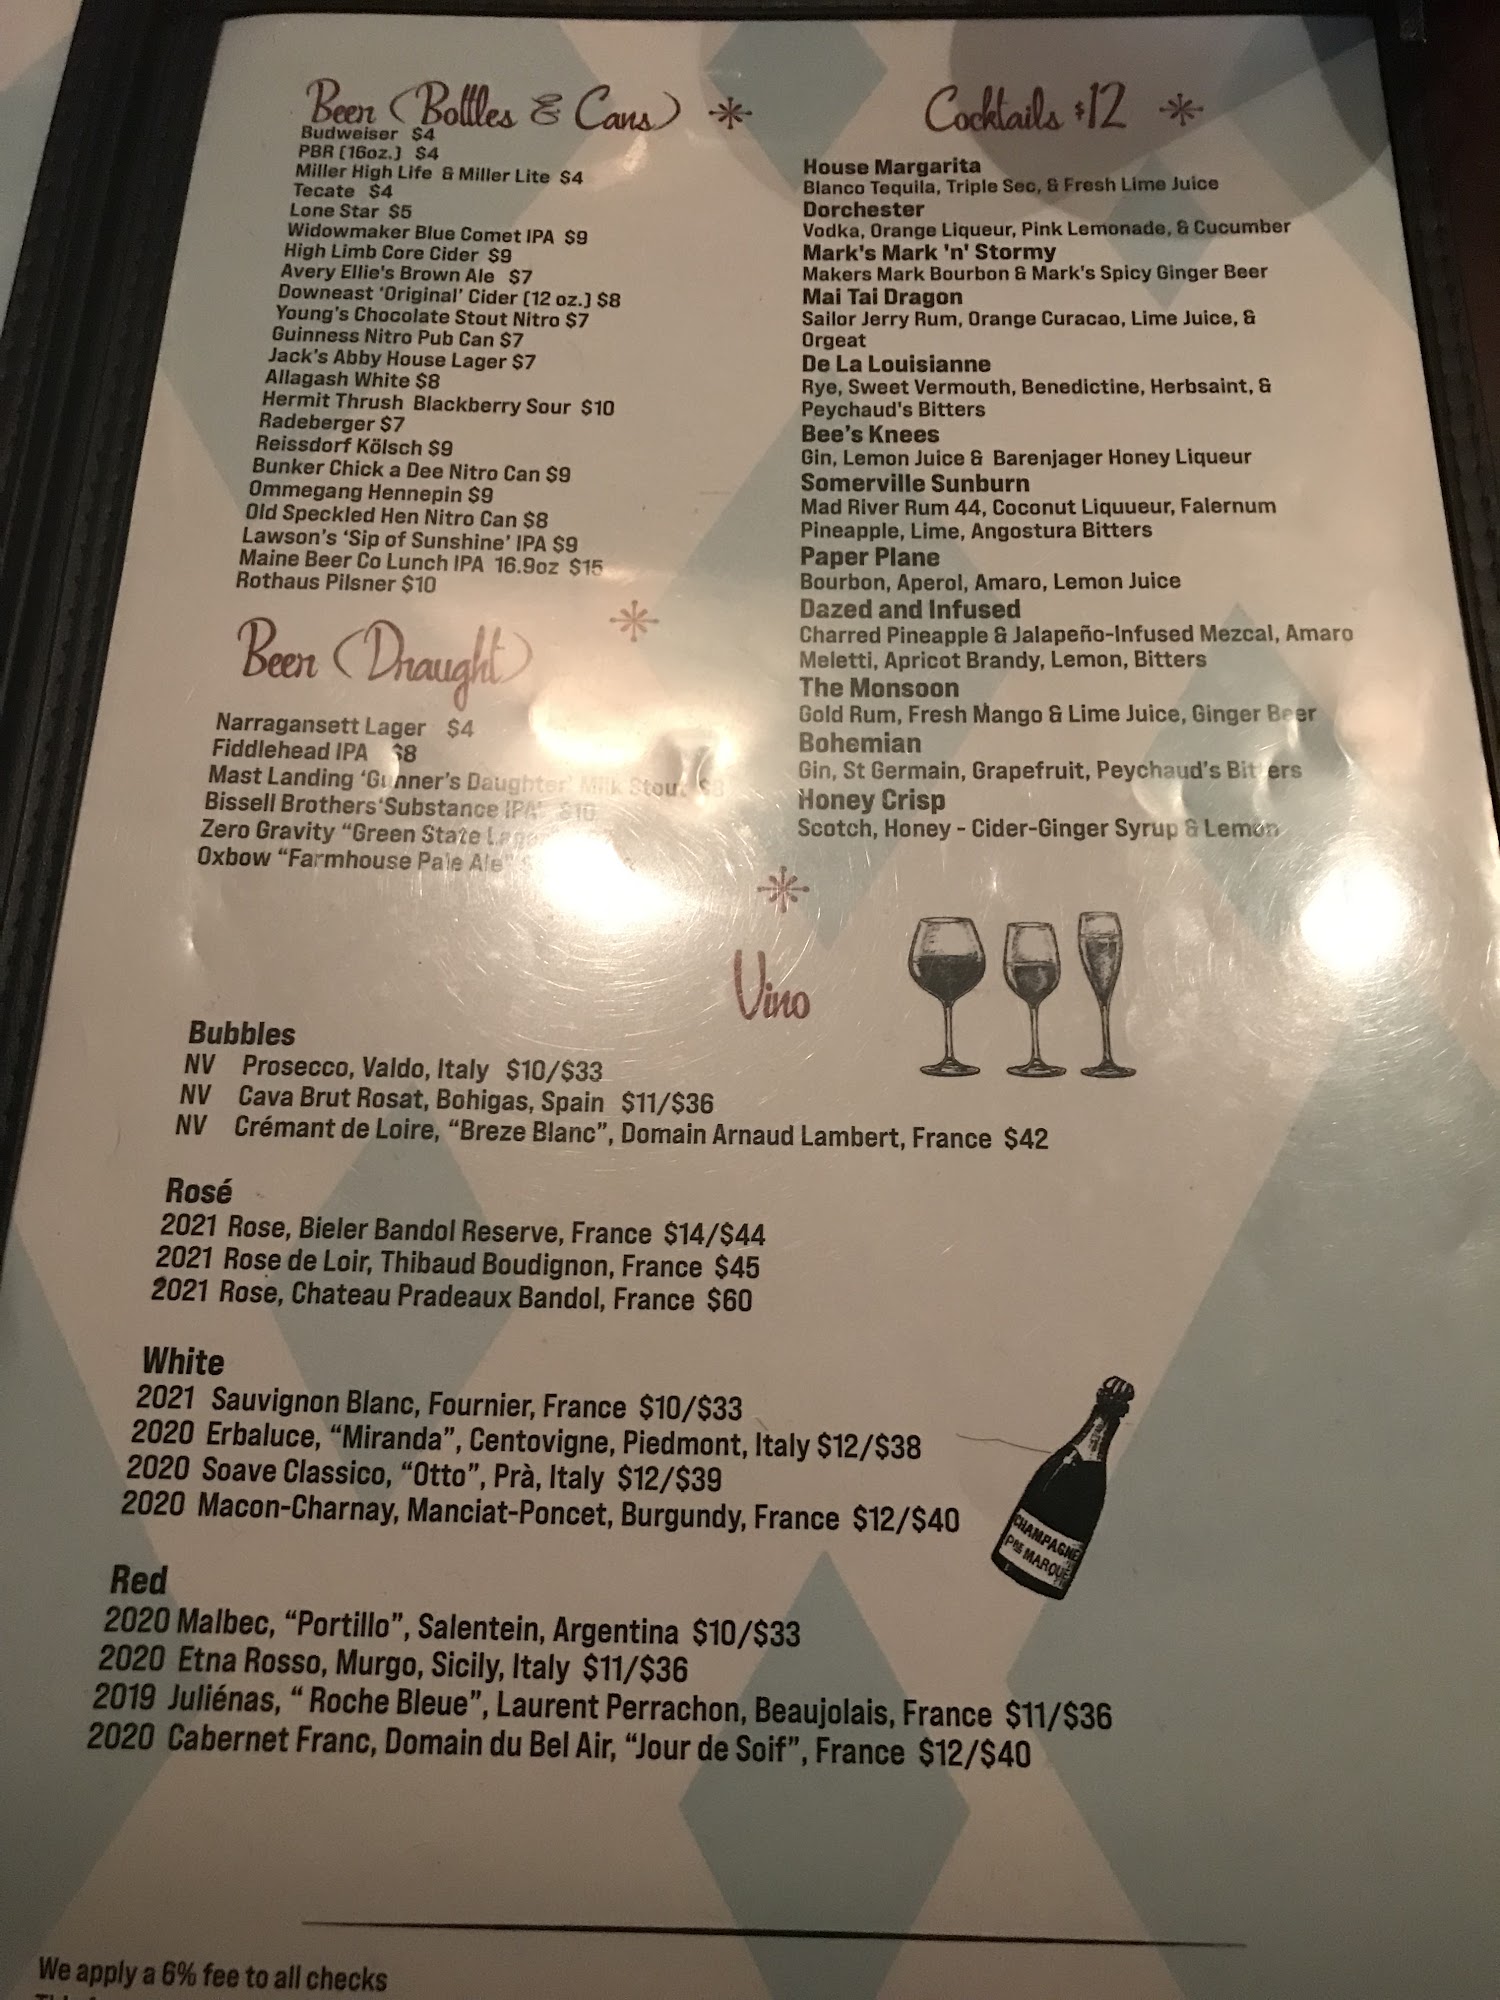 Beer (Bottles & Cans)
Budweiser $4
PBR (16oz.) $4
Miller High Life & Miller Lite $4
Tecate $4
Lone Star $5
Widowmaker Blue Comet IPA $9
High Limb Core Cider $9
Avery Ellie's Brown Ale $7
Downeast 'Original' Cider (12 oz.) $8
Young's Chocolate Stout Nitro $7
Guinness Nitro Pub Can $7
Jack's Abby House Lager $7
Allagash White $8
Hermit Thrush Blackberry Sour $10
Radeberger $7
Reissdorf Kölsch $9
Bunker Chick a Dee Nitro Can $9
Ommegang Hennepin $9
Old Speckled Hen Nitro Can $8
Lawson's 'Sip of Sunshine' IPA $9
Maine Beer Co Lunch IPA 16.9oz $15
Rothaus Pilsner $10
Beer (Draught)
Narragansett Lager $4
Fiddlehead IPA $8
Mast Landing 'Gunner's Daughter' Milk Stout $8
Bissell Brothers 'Substance IPA' $10
Zero Gravity "Green State Lager
Oxbow "Farmhouse Pale Ale"
Cocktails $12
House Margarita
Blanco Tequila, Triple Sec, & Fresh Lime Juice
Dorchester
Vodka, Orange Liqueur, Pink Lemonade, & Cucumber
Mark's Mark 'n' Stormy
Makers Mark Bourbon & Mark's Spicy Ginger Beer
Mai Tai Dragon
Sailor Jerry Rum, Orange Curacao, Lime Juice, &
Orgeat
De La Louisianne
Rye, Sweet Vermouth, Benedictine, Herbsaint, &
Peychaud's Bitters
Bee's Knees
Gin, Lemon Juice & Barenjager Honey Liqueur
Somerville Sunburn
Mad River Rum 44, Coconut Liquueur, Falernum
Pineapple, Lime, Angostura Bitters
Paper Plane
Bourbon, Aperol, Amaro, Lemon Juice
Dazed and Infused
Charred Pineapple & Jalapeño-Infused Mezcal, Amaro
Meletti, Apricot Brandy, Lemon, Bitters
The Monsoon
Gold Rum, Fresh Mango & Lime Juice, Ginger Beer
Bohemian
Gin, St Germain, Grapefruit, Peychaud's Bitters
Honey Crisp
Scotch, Honey - Cider-Ginger Syrup & Lemon
Vino
Bubbles
NV Prosecco, Valdo, Italy $10/$33
NV Cava Brut Rosat, Bohigas, Spain $11/$36
NV Crémant de Loire, "Breze Blanc", Domain Arnaud Lambert, France $42
Rosé
2021 Rose, Bieler Bandol Reserve, France $14/$44
2021 Rose de Loir, Thibaud Boudignon, France $45
2021 Rose, Chateau Pradeaux Bandol, France $60
White
2021 Sauvignon Blanc, Fournier, France $10/$33
2020 Erbaluce, "Miranda", Centovigne, Piedmont, Italy $12/$38
2020 Soave Classico, "Otto", Prà, Italy $12/$39
2020 Macon-Charnay, Manciat-Poncet, Burgundy, France $12/$40
CHAMPAGNE
PRE MARQUE
Red
2020 Malbec, "Portillo", Salentein, Argentina $10/$33
2020 Etna Rosso, Murgo, Sicily, Italy $11/$36
2019 Juliénas, " Roche Bleue", Laurent Perrachon, Beaujolais, France $11/$36
2020 Cabernet Franc, Domain du Bel Air, "Jour de Soif", France $12/$40
We apply a 6% fee to all checks